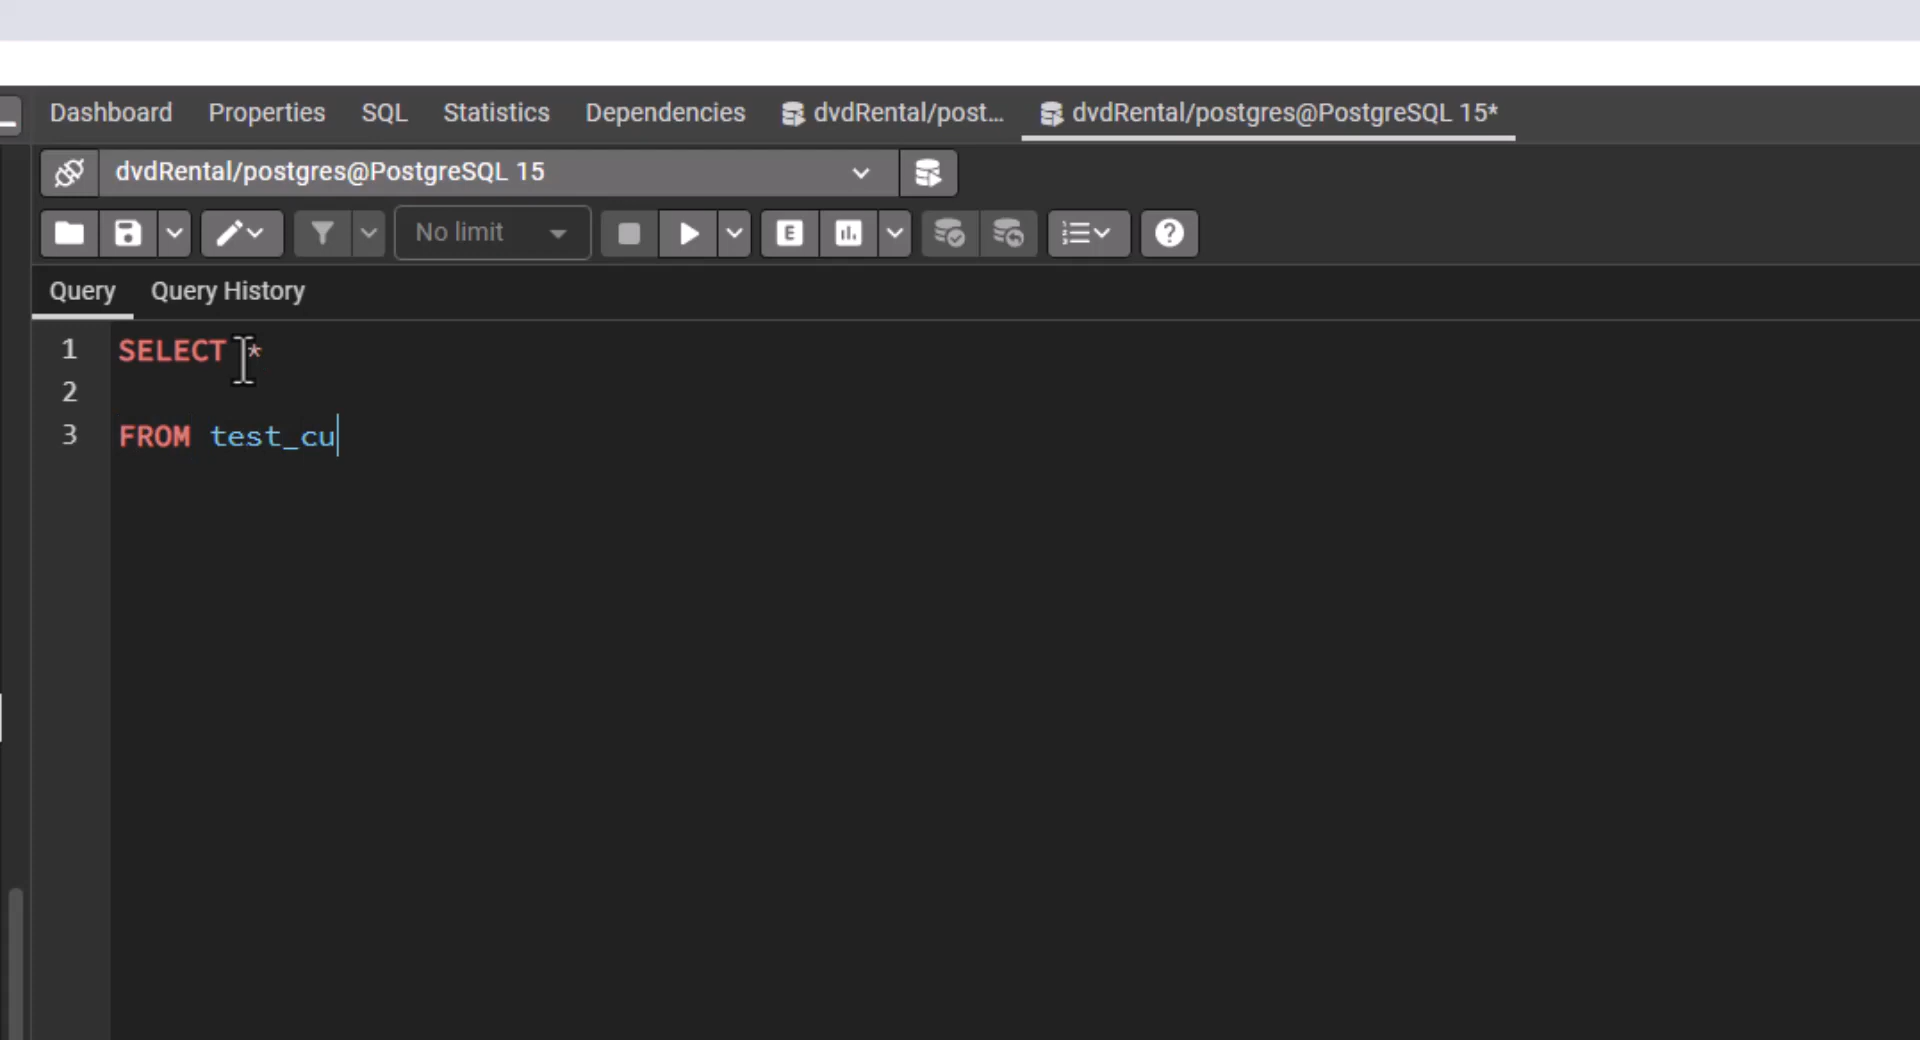 Dashboard Properties SQL Statistics Dependencies dvdRental/post... dvdRental/postgres@PostgreSQL 15*
dvdRental/postgres@PostgreSQL 15
No limit E
Query Query History
1 SELECT *
2
3 FROM test_cu